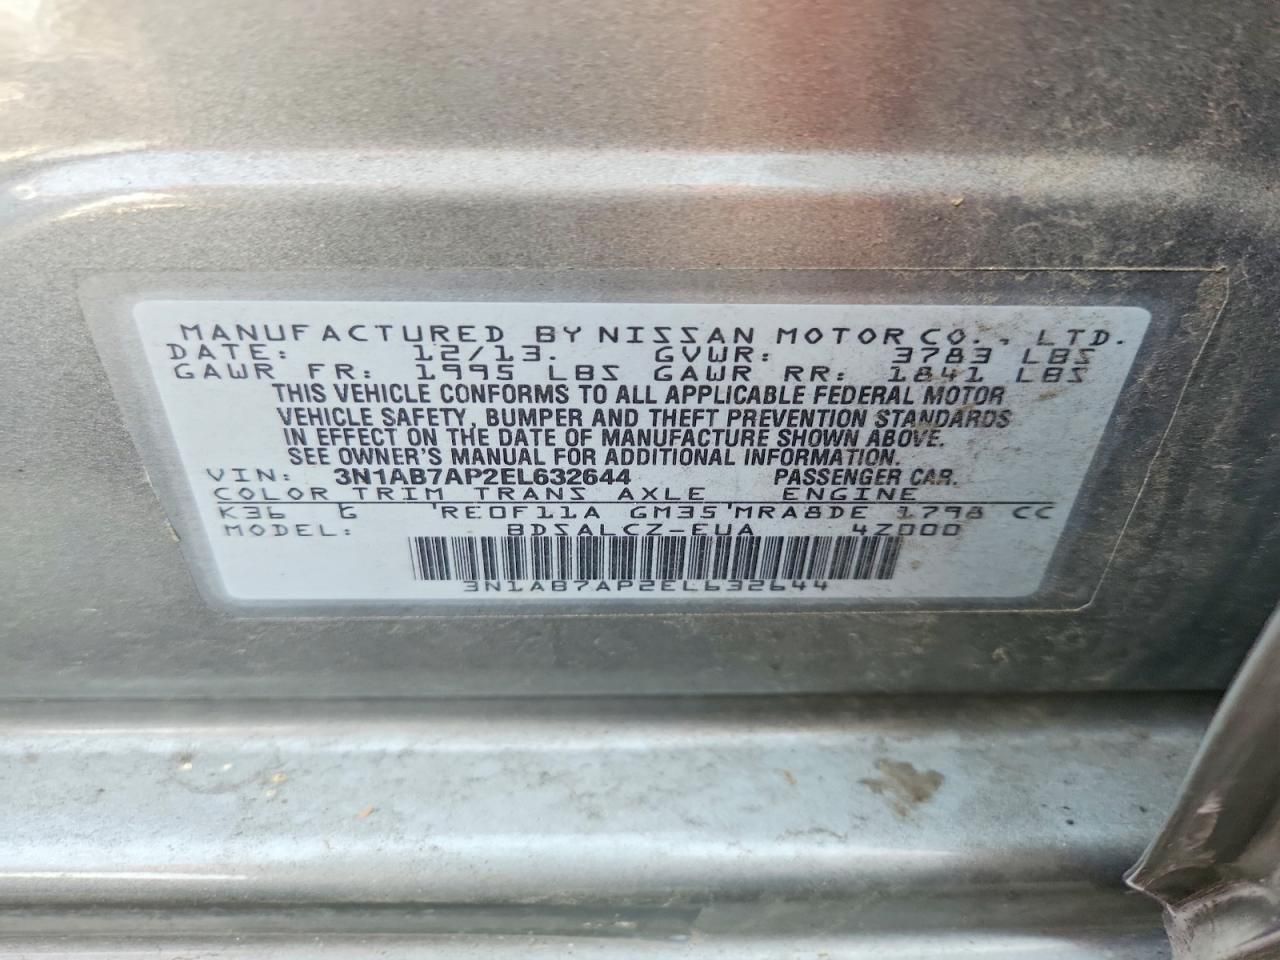 MANUFACTURED BY NISSAN MOTOR CO., LTD.
DATE: 12/13. GVWR: 3783 LBS
GAWR FR: 1995 LBS GAWR RR: 1841 LBS
THIS VEHICLE CONFORMS TO ALL APPLICABLE FEDERAL MOTOR
VEHICLE SAFETY, BUMPER AND THEFT PREVENTION STANDARDS
IN EFFECT ON THE DATE OF MANUFACTURE SHOWN ABOVE.
SEE OWNER'S MANUAL FOR ADDITIONAL INFORMATION.
VIN: 3N1AB7AP2EL632644 PASSENGER CAR.
COLOR TRIM TRANS AXLE ENGINE
K36 G 'RE0F11A GM35'MRA8DE 1798 CC
MODEL: BDSALCZ-EUA 4Z000
3N1AB7AP2EL632644